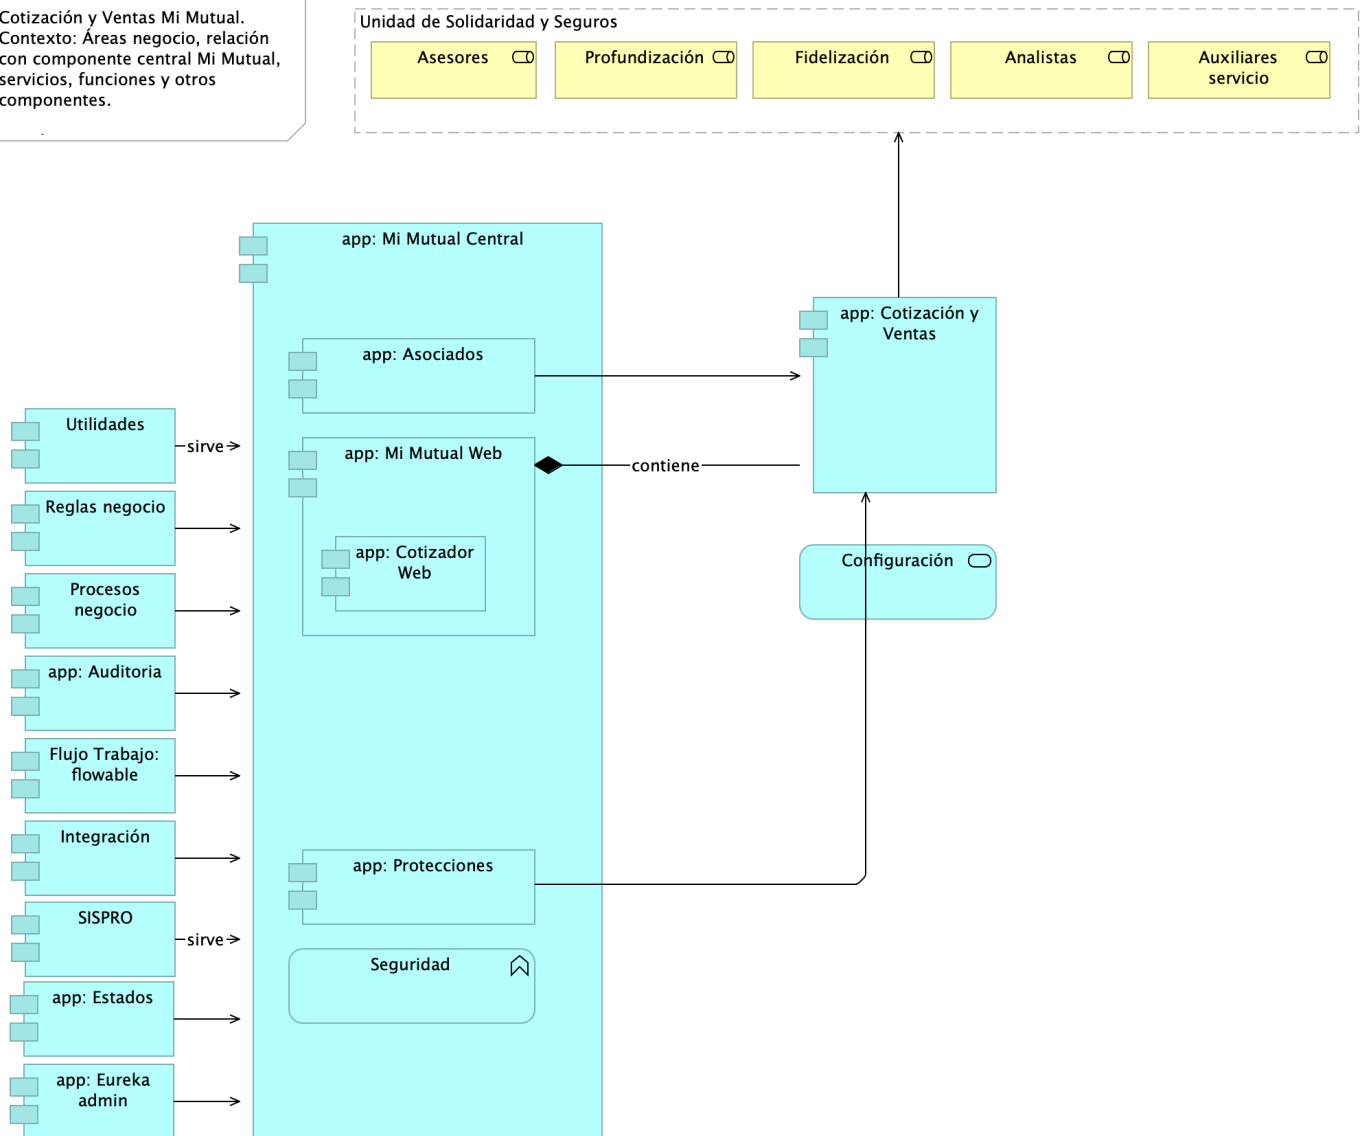 Cotización y Ventas Mi Mutual.
Contexto: Áreas negocio, relación
con componente central Mi Mutual,
servicios, funciones y otros
componentes.
Unidad de Solidaridad y Seguros
Asesores
Profundización
Fidelización
Analistas
Auxiliares
servicio
app: Mi Mutual Central
app: Cotización y
Ventas
app: Asociados
Utilidades
sirve
app: Mi Mutual Web
contiene
Reglas negocio
app: Cotizador
Web
Configuración
Procesos
negocio
app: Auditoria
Flujo Trabajo:
flowable
Integración
app: Protecciones
SISPRO
sirve
Seguridad
app: Estados
app: Eureka
admin